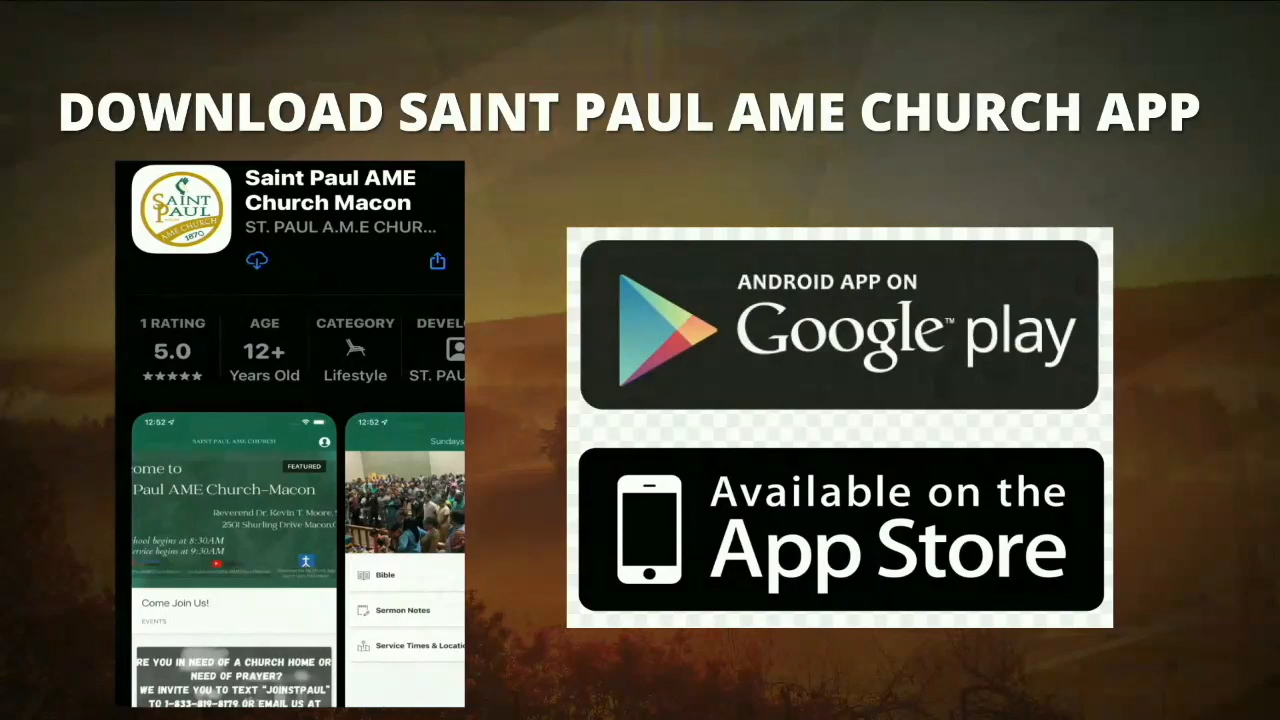 DOWNLOAD SAINT PAUL AME CHURCH APP
SAINT
PAUL
AME CHURCH
1870
Saint Paul AME
Church Macon
ST. PAUL A.M.E CHUR...
1 RATING
5.0
★★★★★
AGE
12+
Years Old
CATEGORY
Lifestyle
DEVEL
ST. PAU
12:52
SAINT PAUL AME CHURCH
FEATURED
ome to
Paul AME Church-Macon
Reverend Dr. Kevin T. Moore,
2501 Shurling Drive Macon,
hool begins at 8:30AM
ervice begins at 9:30AM
Come Join Us!
EVENTS
RE YOU IN NEED OF A CHURCH HOME OR
NEED OF PRAYER?
WE INVITE YOU TO TEXT "JOINSTPAUL"
TO 1-833-819-8179 OR EMAIL US AT
12:52
Sundays
Bible
Sermon Notes
Service Times & Locatio
ANDROID APP ON
Google™ play
Available on the
App Store